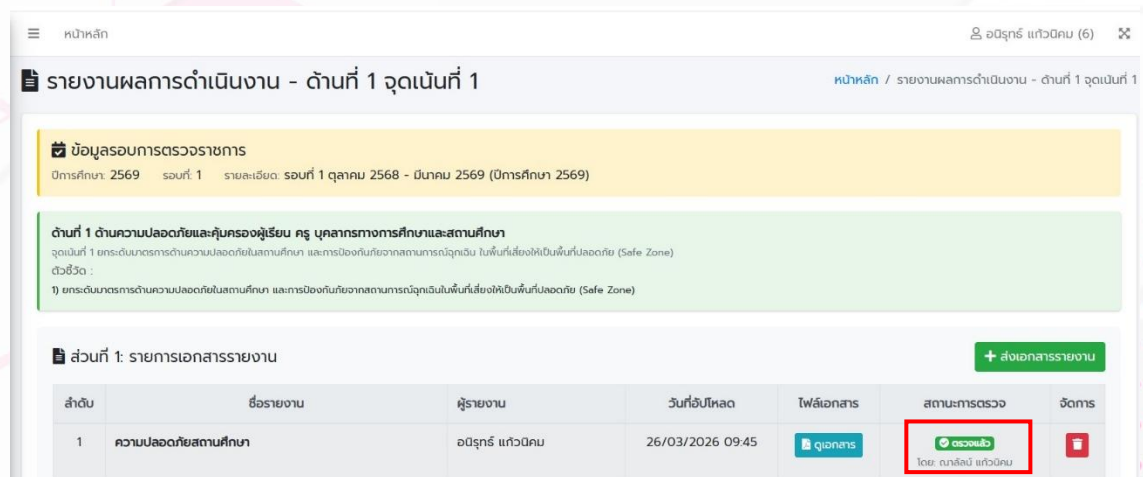 หน้าหลัก
อนิรุทธ์ แก้วนิคม (6)
รายงานผลการดำเนินงาน - ด้านที่ 1 จุดเน้นที่ 1
หน้าหลัก / รายงานผลการดำเนินงาน - ด้านที่ 1 จุดเน้นที่ 1
ข้อมูลรอบการตรวจราชการ
ปีการศึกษา: 2569 รอบที่: 1 รายละเอียด: รอบที่ 1 ตุลาคม 2568 - มีนาคม 2569 (ปีการศึกษา 2569)
ด้านที่ 1 ด้านความปลอดภัยและคุ้มครองผู้เรียน ครู บุคลากรทางการศึกษาและสถานศึกษา
จุดเน้นที่ 1 ยกระดับมาตรการด้านความปลอดภัยในสถานศึกษา และการป้องกันภัยจากสถานการณ์ฉุกเฉิน ในพื้นที่เสี่ยงให้เป็นพื้นที่ปลอดภัย (Safe Zone)
ตัวชี้วัด :
1) ยกระดับมาตรการด้านความปลอดภัยในสถานศึกษา และการป้องกันภัยจากสถานการณ์ฉุกเฉินในพื้นที่เสี่ยงให้เป็นพื้นที่ปลอดภัย (Safe Zone)
ส่วนที่ 1: รายการเอกสารรายงาน
+ ส่งเอกสารรายงาน
ลำดับ ชื่อรายงาน ผู้รายงาน วันที่อัปโหลด ไฟล์เอกสาร สถานะการตรวจ จัดการ
1 ความปลอดภัยสถานศึกษา อนิรุทธ์ แก้วนิคม 26/03/2026 09:45 ดูเอกสาร ตรวจแล้ว
โดย: ณาลัลน์ แก้วนิคม